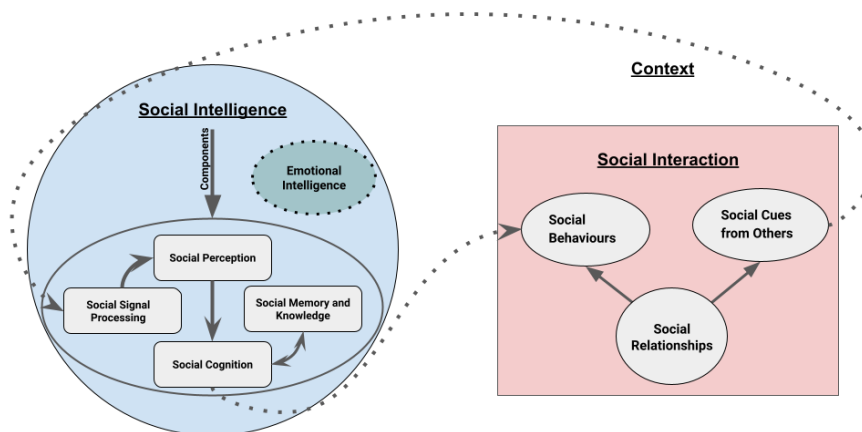 Context
Social Intelligence
Components
Emotional
Intelligence
Social Perception
Social Signal
Processing
Social Memory and
Knowledge
Social Cognition
Social Interaction
Social
Behaviours
Social Cues
from Others
Social
Relationships